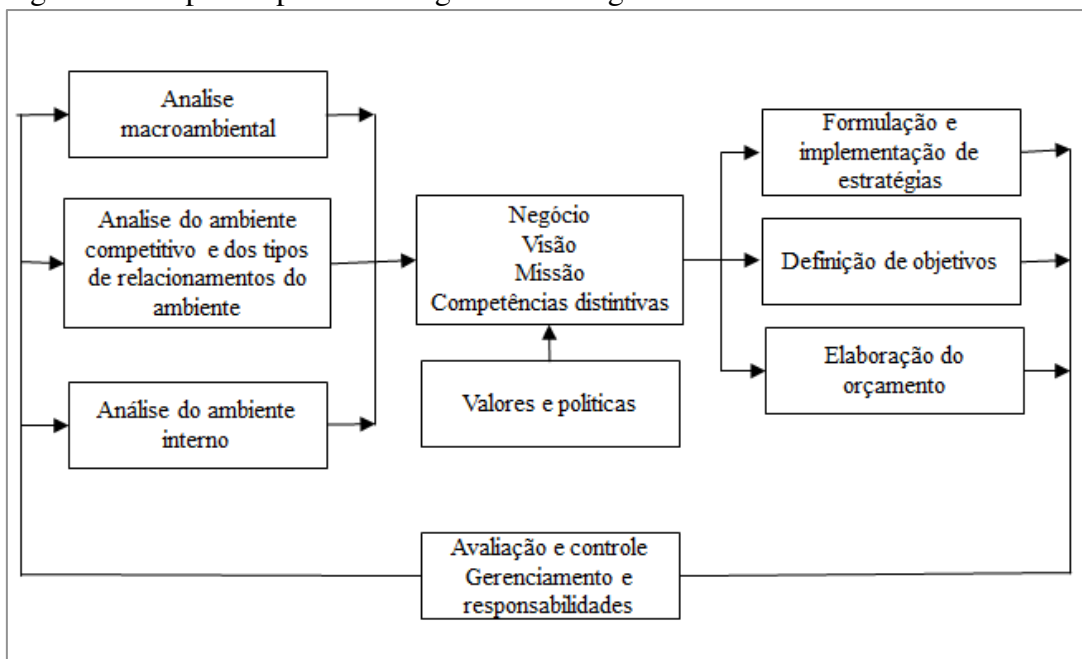 Analise
macroambiental
Analise do ambiente
competitivo e dos tipos
de relacionamentos do
ambiente
Análise do ambiente
interno
Negócio
Visão
Missão
Competências distintivas
Valores e políticas
Formulação e
implementação de
estratégias
Definição de objetivos
Elaboração do
orçamento
Avaliação e controle
Gerenciamento e
responsabilidades